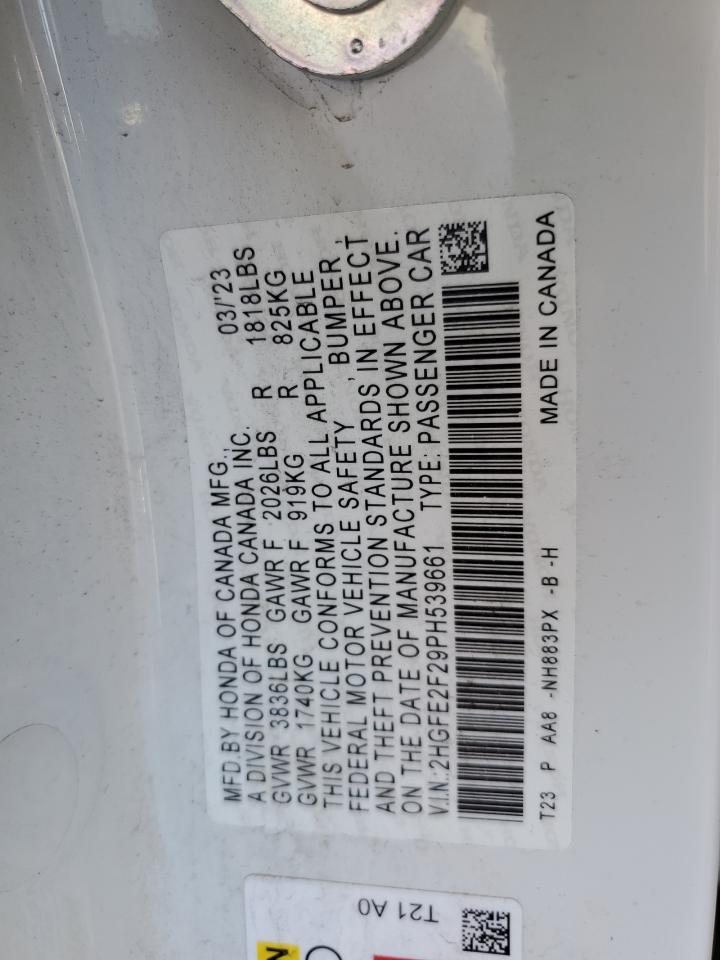 MFD.BY HONDA OF CANADA MFG., 03/'23
A DIVISION OF HONDA CANADA INC.
GVWR 3836LBS GAWR F 2026LBS R 1818LBS
GVWR 1740KG GAWR F 919KG R 825KG
THIS VEHICLE CONFORMS TO ALL APPLICABLE
FEDERAL MOTOR VEHICLE SAFETY, BUMPER,
AND THEFT PREVENTION STANDARDS IN EFFECT
ON THE DATE OF MANUFACTURE SHOWN ABOVE.
V.I.N.:2HGFE2F29PH539661 TYPE: PASSENGER CAR
T23 P AA8 -NH883PX -B -H MADE IN CANADA
T21 A0